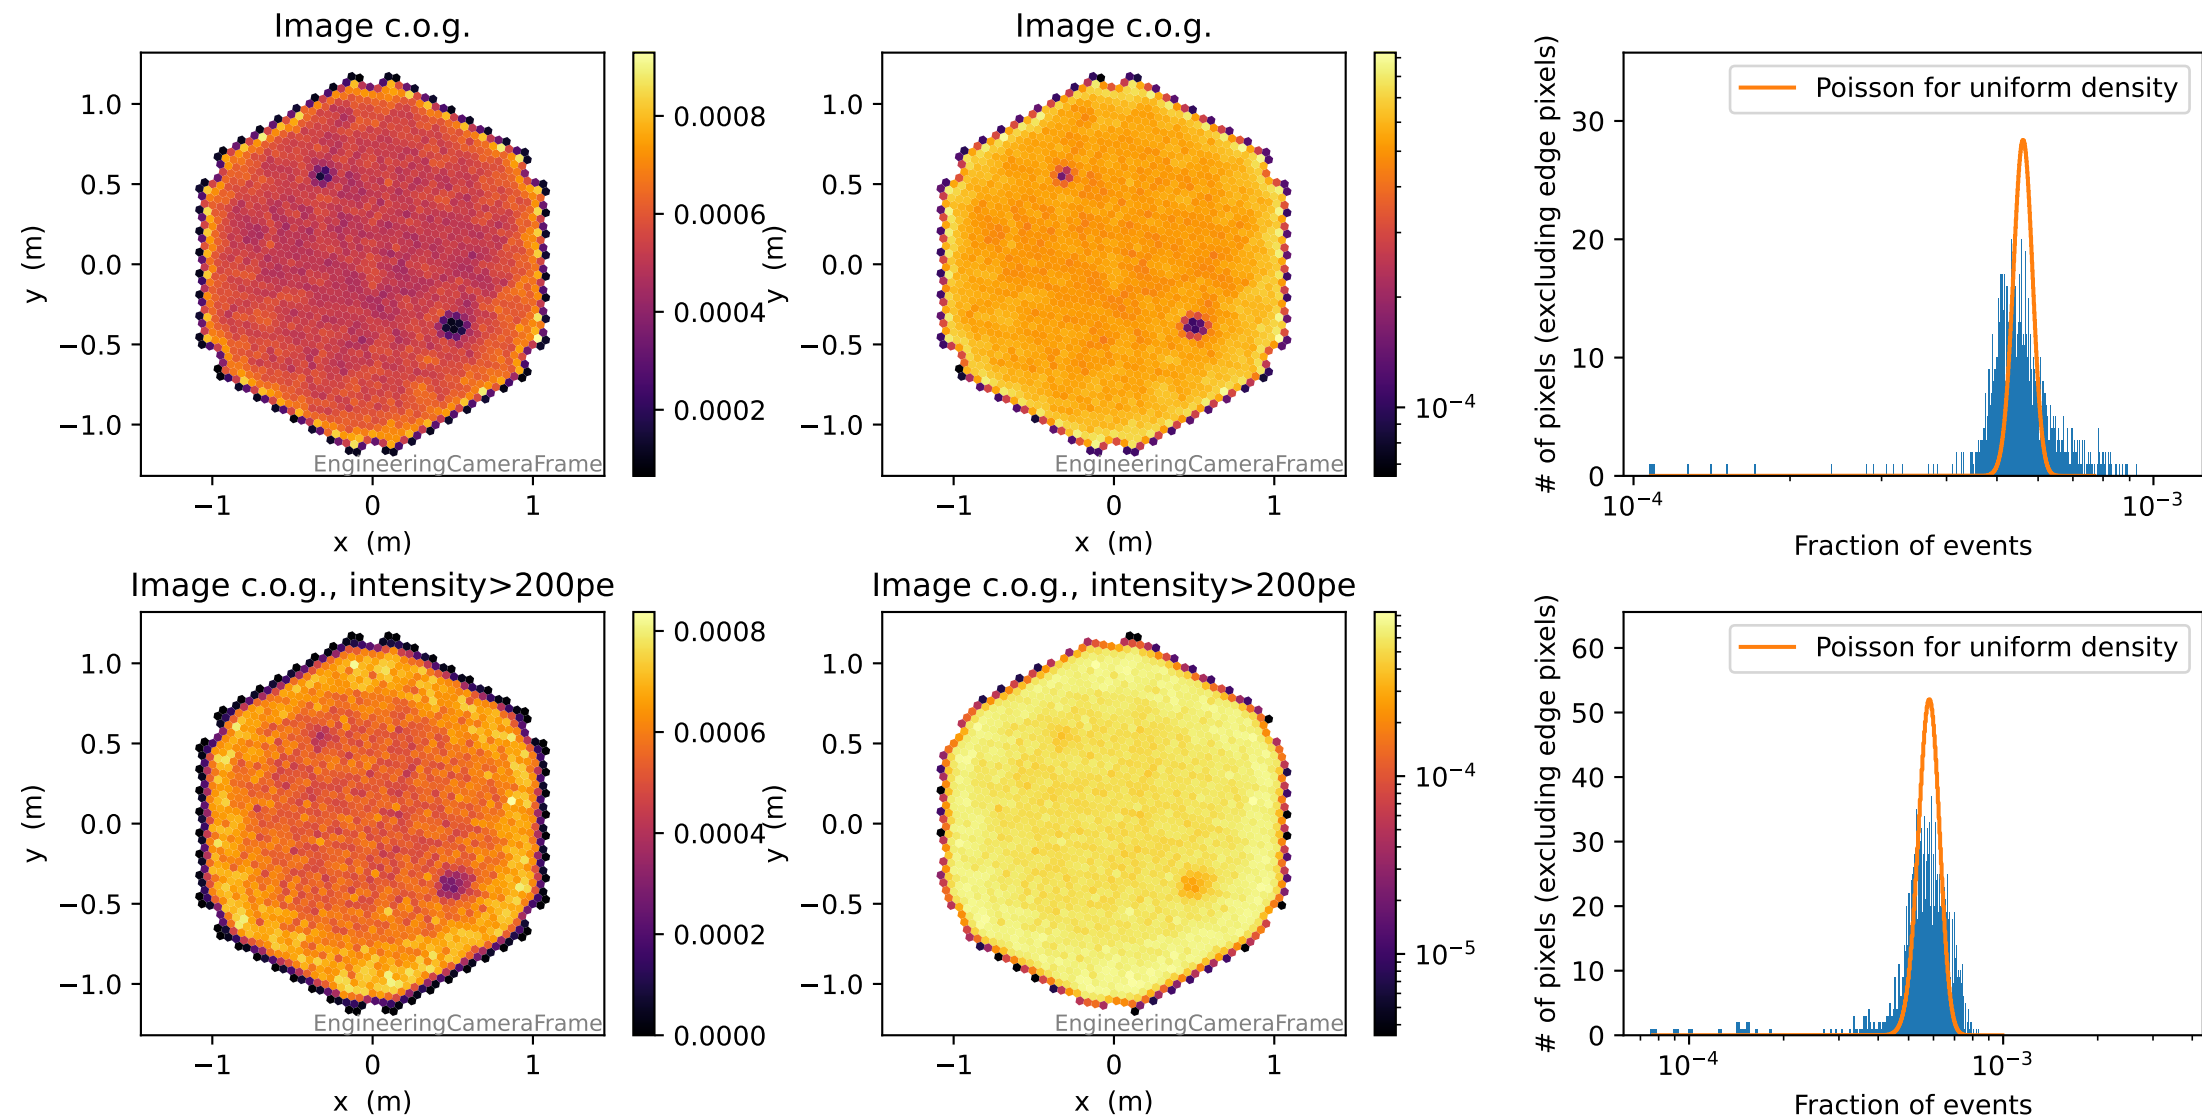 Image c.o.g.
1.0
0.5
0.0
−0.5
−1.0
y (m)
−1
0
1
x (m)
EngineeringCameraFrame
0.0008
0.0006
0.0004
0.0002
Image c.o.g.
1.0
0.5
0.0
−0.5
−1.0
y (m)
−1
0
1
x (m)
EngineeringCameraFrame
10⁻⁴
# of pixels (excluding edge pixels)
30
20
10
0
Poisson for uniform density
10⁻⁴
10⁻³
Fraction of events
Image c.o.g., intensity>200pe
1.0
0.5
0.0
−0.5
−1.0
y (m)
−1
0
1
x (m)
EngineeringCameraFrame
0.0008
0.0006
0.0004
0.0002
0.0000
Image c.o.g., intensity>200pe
1.0
0.5
0.0
−0.5
−1.0
y (m)
−1
0
1
x (m)
EngineeringCameraFrame
10⁻⁴
10⁻⁵
# of pixels (excluding edge pixels)
60
50
40
30
20
10
0
Poisson for uniform density
10⁻⁴
10⁻³
Fraction of events